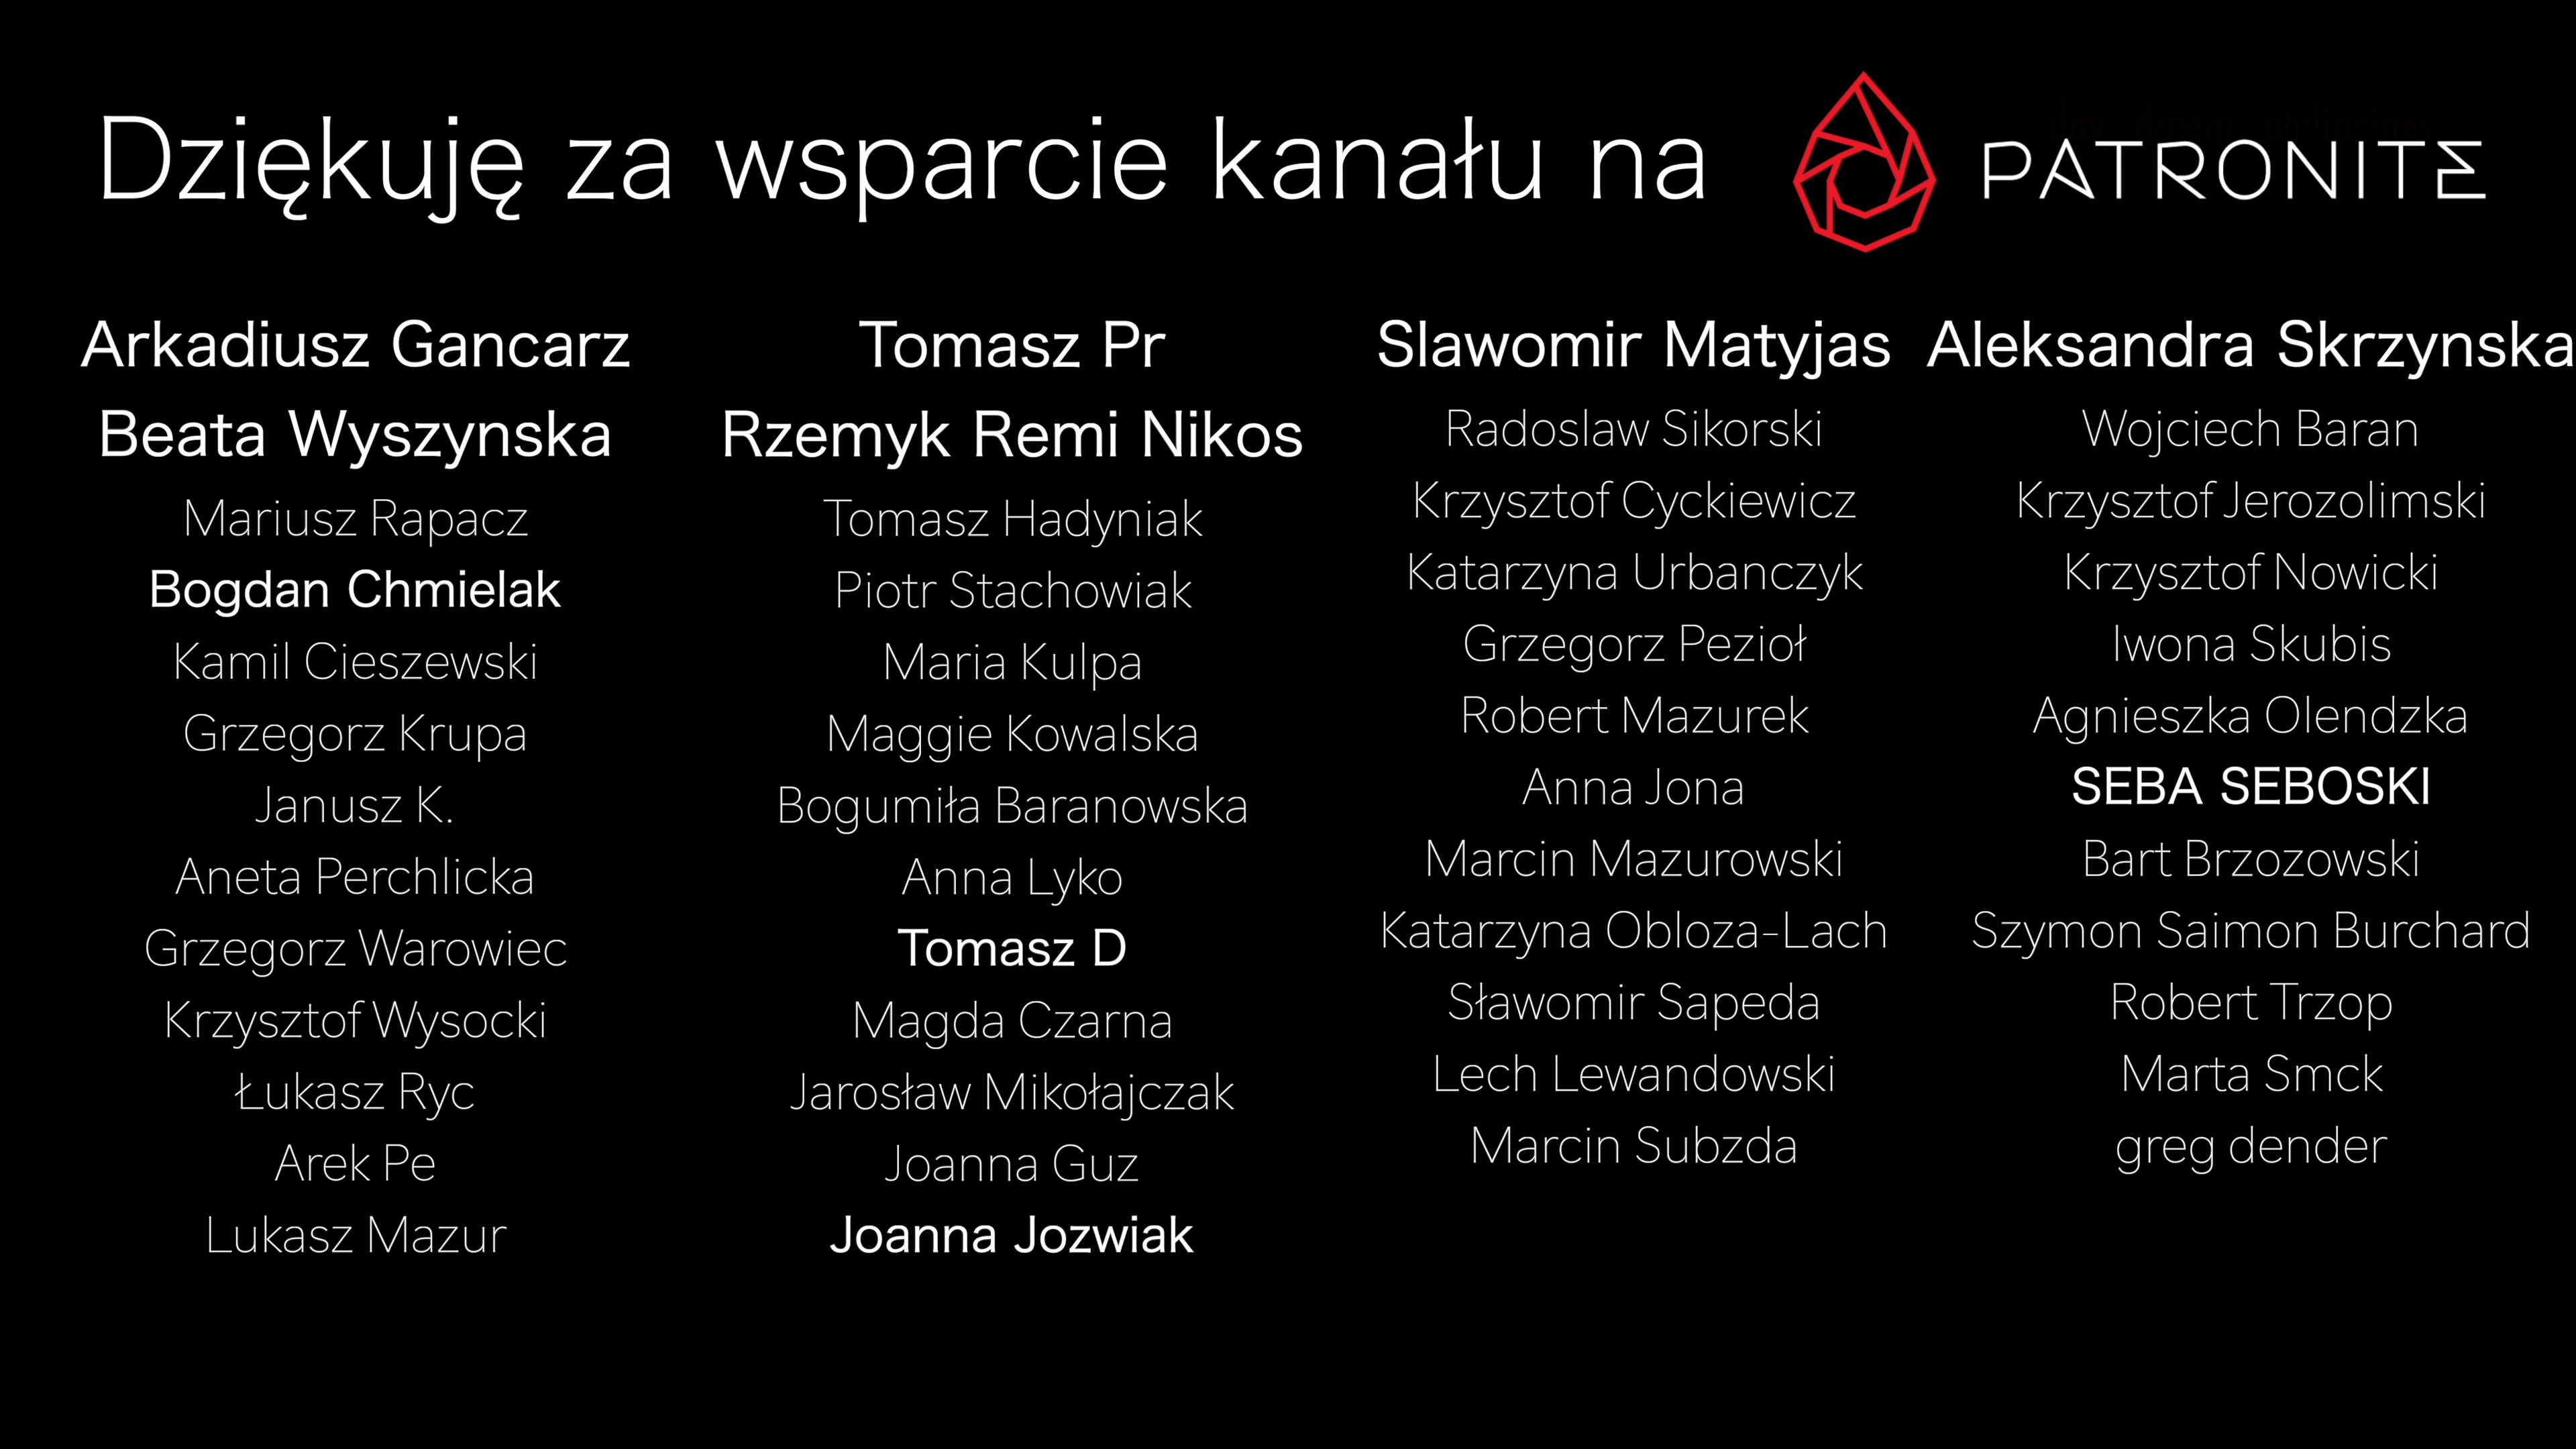 Dziękuję za wsparcie kanału na PATRONITE
Arkadiusz Gancarz
Beata Wyszynska
Mariusz Rapacz
Bogdan Chmielak
Kamil Cieszewski
Grzegorz Krupa
Janusz K.
Aneta Perchlicka
Grzegorz Warowiec
Krzysztof Wysocki
Łukasz Ryc
Arek Pe
Lukasz Mazur
Tomasz Pr
Rzemyk Remi Nikos
Tomasz Hadyniak
Piotr Stachowiak
Maria Kulpa
Maggie Kowalska
Bogumiła Baranowska
Anna Lyko
Tomasz D
Magda Czarna
Jarosław Mikołajczak
Joanna Guz
Joanna Jozwiak
Slawomir Matyjas
Radoslaw Sikorski
Krzysztof Cyckiewicz
Katarzyna Urbanczyk
Grzegorz Pezioł
Robert Mazurek
Anna Jona
Marcin Mazurowski
Katarzyna Obloza-Lach
Sławomir Sapeda
Lech Lewandowski
Marcin Subzda
Aleksandra Skrzynska
Wojciech Baran
Krzysztof Jerozolimski
Krzysztof Nowicki
Iwona Skubis
Agnieszka Olendzka
SEBA SEBOSKI
Bart Brzozowski
Szymon Saimon Burchard
Robert Trzop
Marta Smck
greg dender